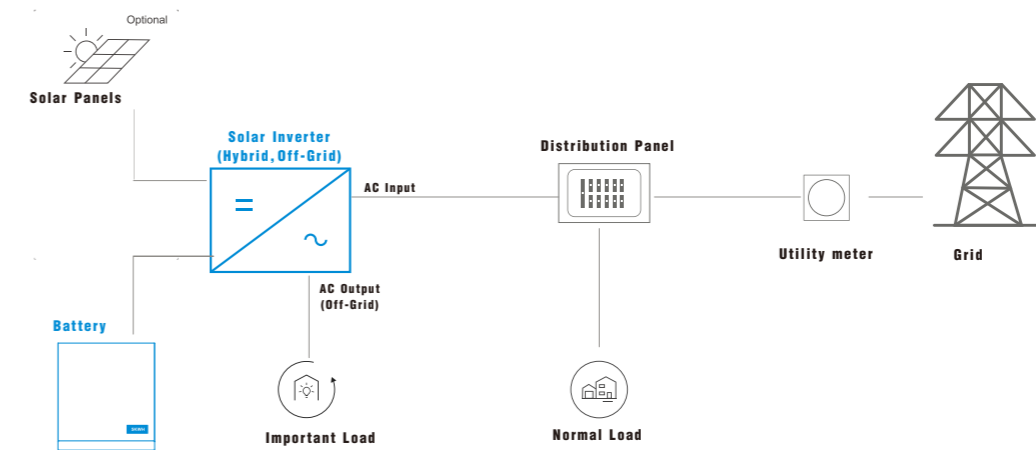 Optional
Solar Panels
Solar Inverter
(Hybrid, Off-Grid)
AC Input
Distribution Panel
Utility meter
Grid
AC Output
(Off-Grid)
Battery
Important Load
Normal Load